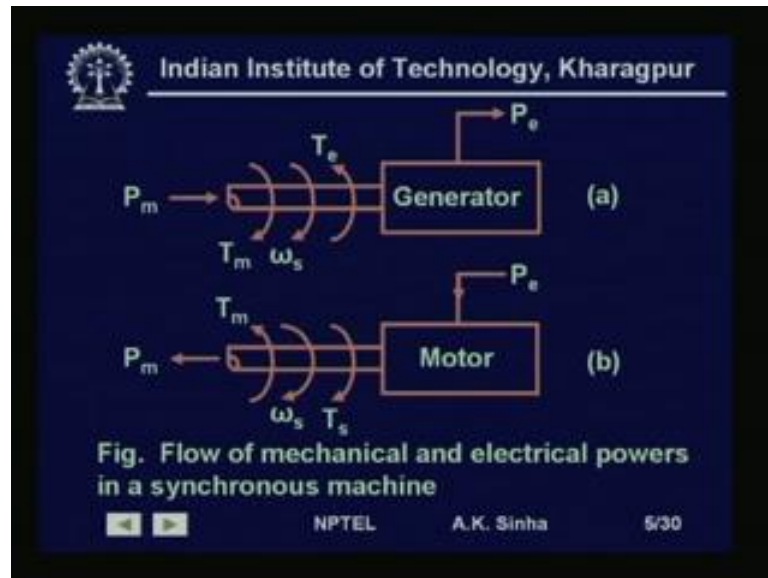 Indian Institute of Technology, Kharagpur
Pe
Te
Pm
Generator
(a)
Tm ωs
Pe
Tm
Pm
Motor
(b)
ωs Ts
Fig. Flow of mechanical and electrical powers
in a synchronous machine
NPTEL A.K. Sinha 5/30